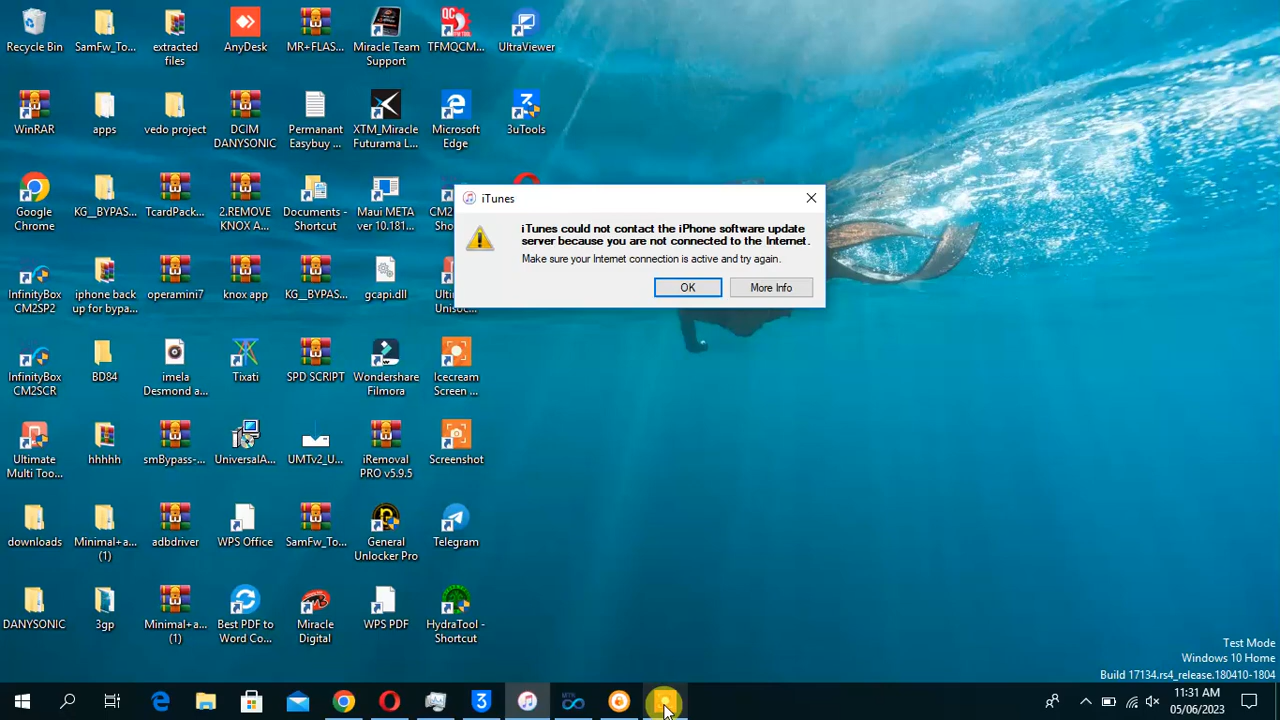 Recycle Bin
SamFw_To...
extracted
files
AnyDesk
MR+FLAS...
Miracle Team
Support
TFMQCM...
UltraViewer
WinRAR
apps
vedo project
DCIM
DANYSONIC
Permanant
Easybuy ...
XTM_Miracle
Futurama L...
Microsoft
Edge
3uTools
Google
Chrome
KG__BYPAS...
TcardPack...
2.REMOVE
KNOX A...
Documents -
Shortcut
Maui META
ver 10.181...
iTunes
iTunes could not contact the iPhone software update
server because you are not connected to the Internet.
Make sure your Internet connection is active and try again.
OK
More Info
InfinityBox
CM2SP2
iphone back
up for bypa...
operamini7
knox app
KG__BYPAS...
gcapi.dll
InfinityBox
CM2SCR
BD84
imela
Desmond a...
Tixati
SPD SCRIPT
Wondershare
Filmora
Icecream
Screen ...
Ultimate
Multi Too...
hhhhh
smBypass-...
UniversalA...
UMTv2_U...
iRemoval
PRO v5.9.5
Screenshot
downloads
Minimal+a...
(1)
adbdriver
WPS Office
SamFw_To...
General
Unlocker Pro
Telegram
DANYSONIC
3gp
Minimal+a...
(1)
Best PDF to
Word Co...
Miracle
Digital
WPS PDF
HydraTool -
Shortcut
Test Mode
Windows 10 Home
Build 17134.rs4_release.180410-1804
11:31 AM
05/06/2023